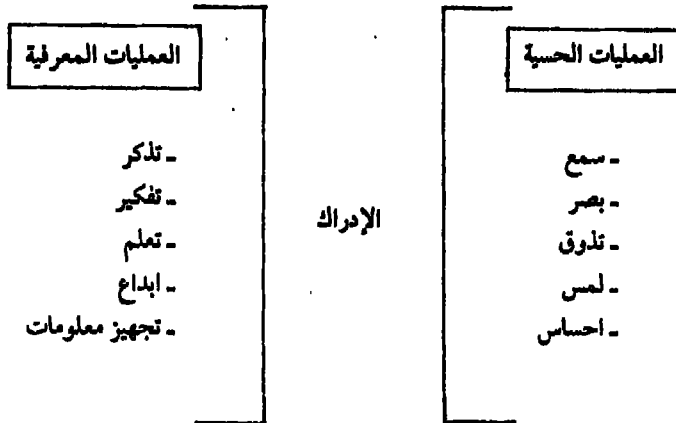 العمليات الحسية
- سمع
- بصر
- تذوق
- لمس
- احساس
الإدراك
العمليات المعرفية
- تذكر
- تفكير
- تعلم
- ابداع
- تجهيز معلومات